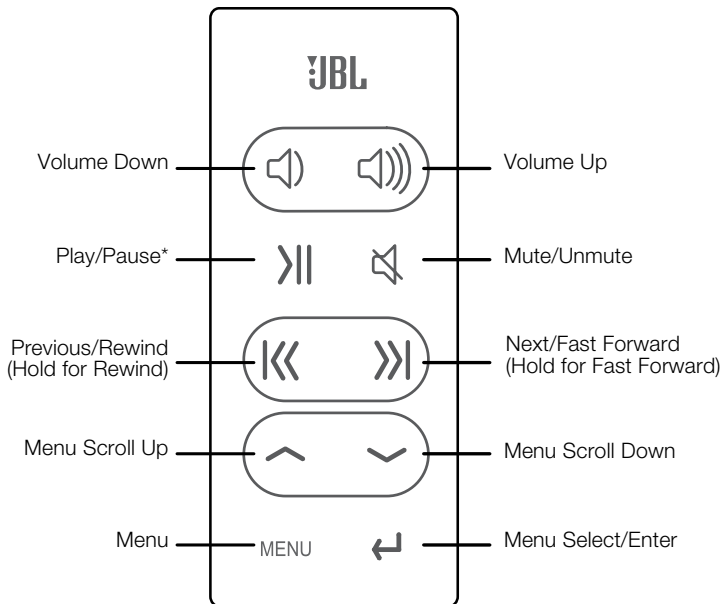 JBL
Volume Down
Volume Up
Play/Pause*
Mute/Unmute
Previous/Rewind
(Hold for Rewind)
Next/Fast Forward
(Hold for Fast Forward)
Menu Scroll Up
Menu Scroll Down
Menu
MENU
Menu Select/Enter